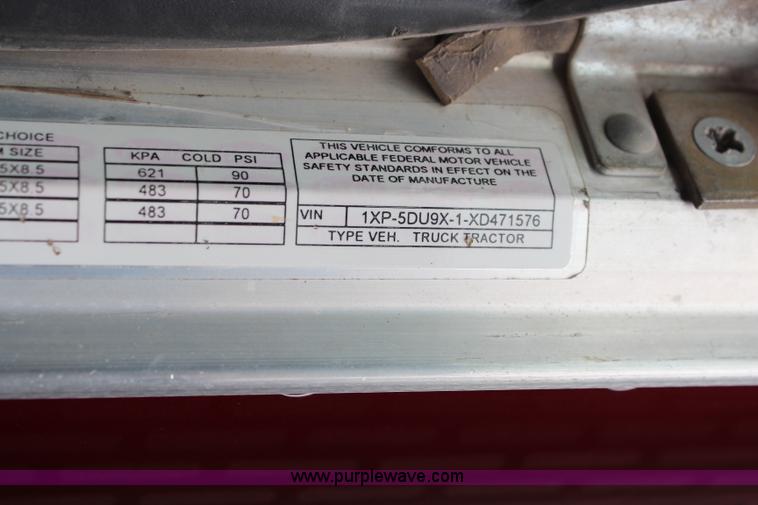 CHOICE
M SIZE
5X8.5
5X8.5
5X8.5
KPA COLD PSI
621 90
483 70
483 70
THIS VEHICLE COMFORMS TO ALL
APPLICABLE FEDERAL MOTOR VEHICLE
SAFETY STANDARDS IN EFFECT ON THE
DATE OF MANUFACTURE
VIN 1XP-5DU9X-1-XD471576
TYPE VEH. TRUCK TRACTOR
www.purplewave.com